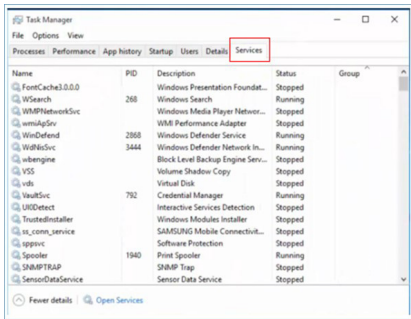 Task Manager
File Options View
Processes Performance App history Startup Users Details Services
Name PID Description Status Group
FontCache3.0.0.0 Windows Presentation Foundat... Stopped
WSearch 268 Windows Search Running
WMPNetworkSvc Windows Media Player Networ... Stopped
wmiApSrv WMI Performance Adapter Stopped
WinDefend 2868 Windows Defender Service Running
WdNisSvc 3444 Windows Defender Network In... Running
wbengine Block Level Backup Engine Serv... Stopped
VSS Volume Shadow Copy Stopped
vds Virtual Disk Stopped
VaultSvc 792 Credential Manager Running
UI0Detect Interactive Services Detection Stopped
TrustedInstaller Windows Modules Installer Stopped
ss_conn_service SAMSUNG Mobile Connectivit... Stopped
sppsvc Software Protection Stopped
Spooler 1940 Print Spooler Running
SNMPTRAP SNMP Trap Stopped
SensorDataService Sensor Data Service Stopped
Fewer details Open Services